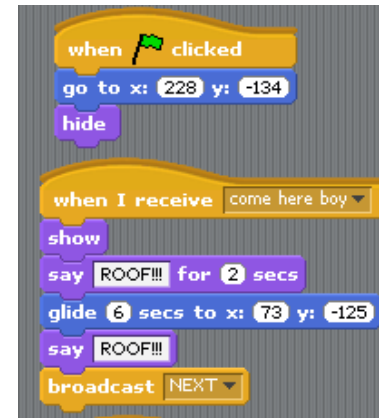 when clicked
go to x: 228 y: -134
hide
when I receive come here boy
show
say ROOF!!! for 2 secs
glide 6 secs to x: 73 y: -125
say ROOF!!!
broadcast NEXT